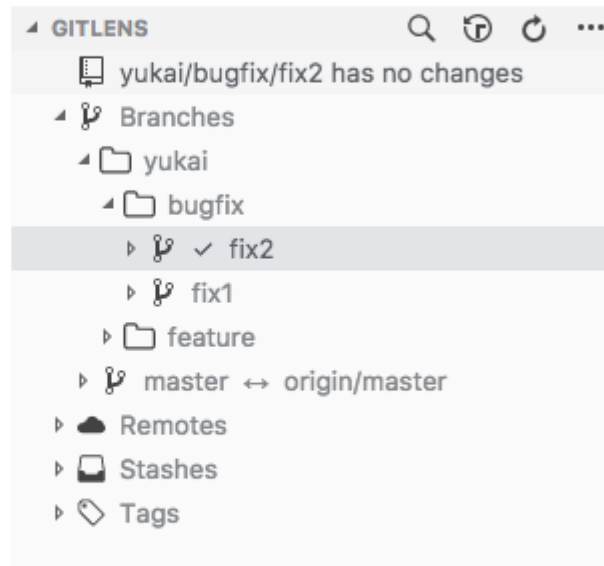 GITLENS
yukai/bugfix/fix2 has no changes
Branches
yukai
bugfix
✓ fix2
fix1
feature
master ↔ origin/master
Remotes
Stashes
Tags